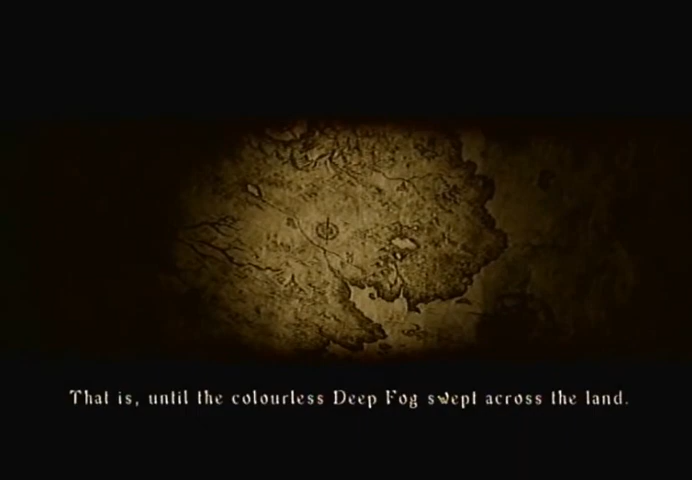 That is, until the colourless Deep Fog swept across the land.